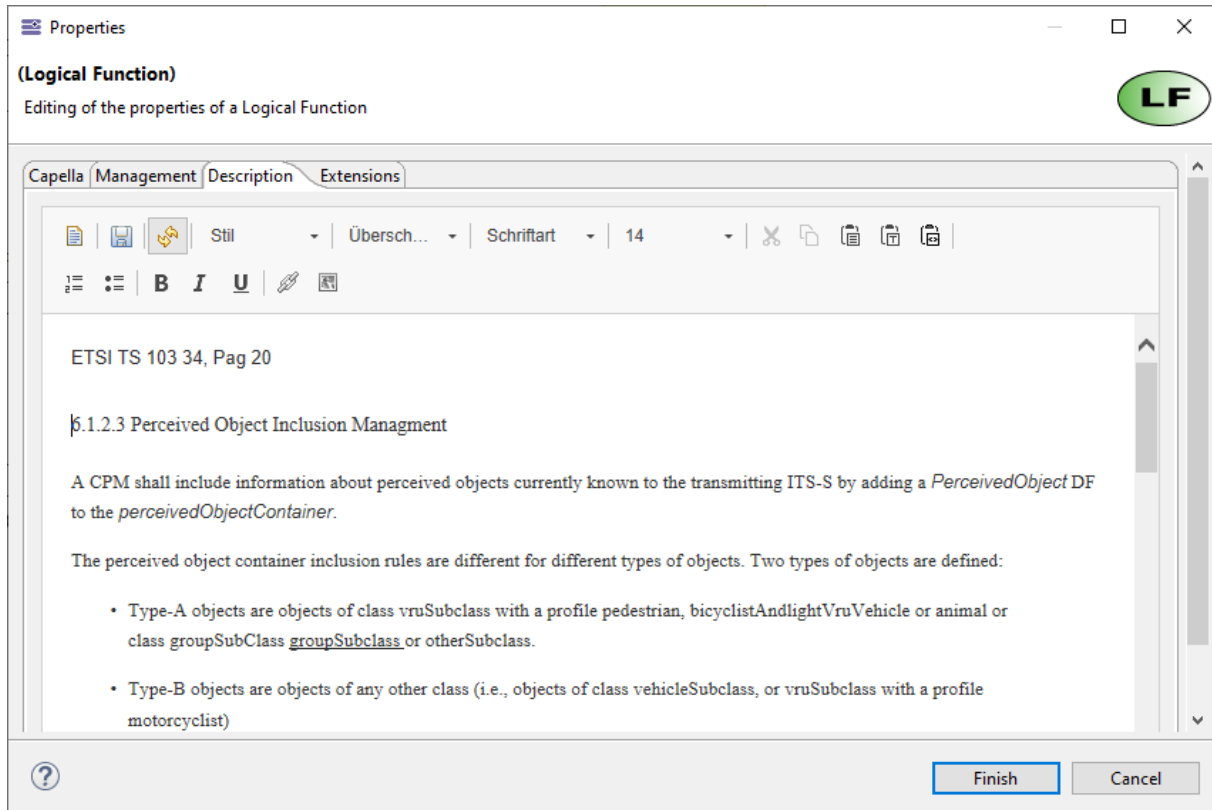 Properties
(Logical Function)
Editing of the properties of a Logical Function
LF
Capella Management Description Extensions
Stil Übersch... Schriftart 14
B I U
ETSI TS 103 34, Pag 20
6.1.2.3 Perceived Object Inclusion Managment
A CPM shall include information about perceived objects currently known to the transmitting ITS-S by adding a PerceivedObject DF
to the perceivedObjectContainer.
The perceived object container inclusion rules are different for different types of objects. Two types of objects are defined:
• Type-A objects are objects of class vruSubclass with a profile pedestrian, bicyclistAndlightVruVehicle or animal or
class groupSubClass groupSubclass or otherSubclass.
• Type-B objects are objects of any other class (i.e., objects of class vehicleSubclass, or vruSubclass with a profile
motorcyclist)
Finish Cancel